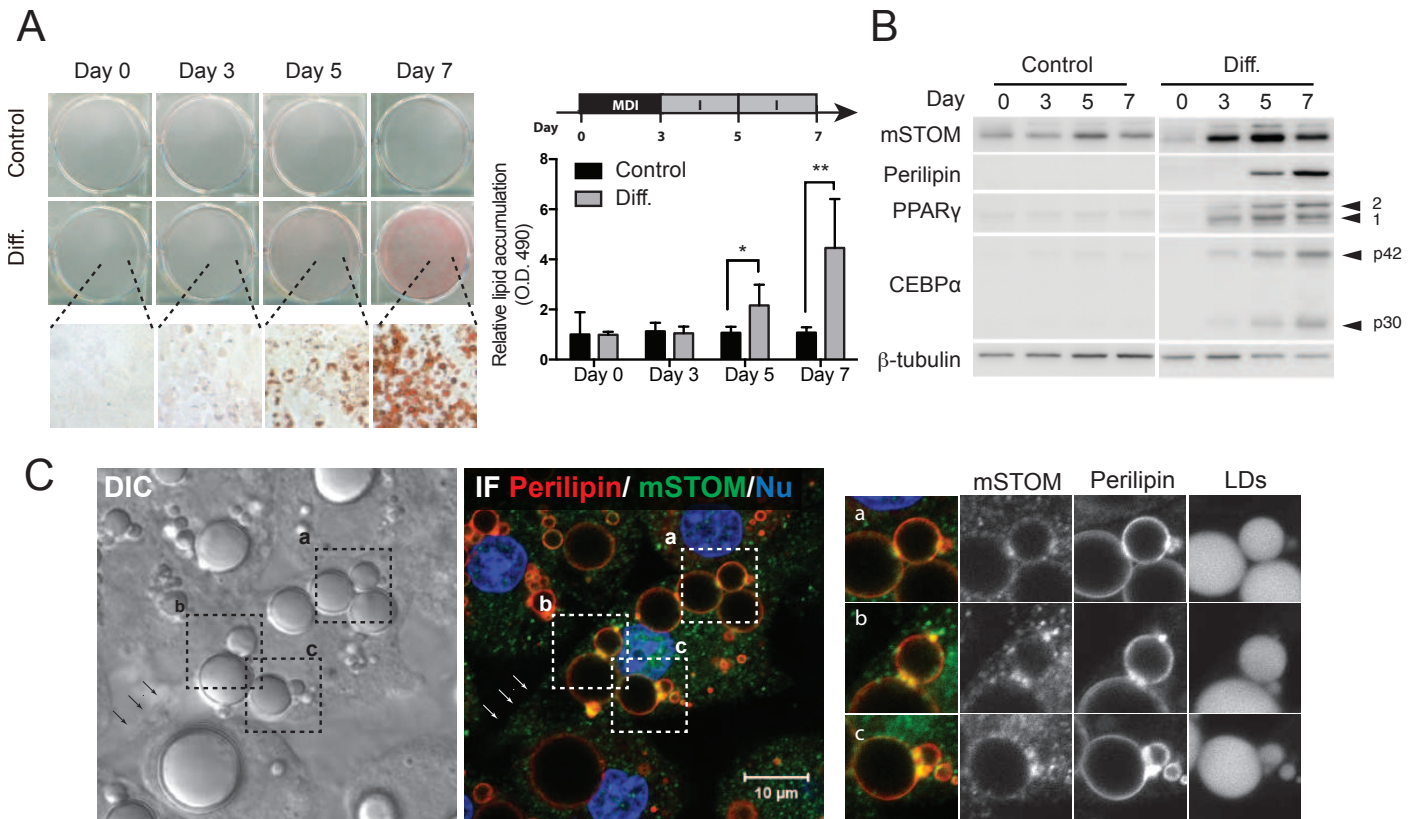 A
Day 0 Day 3 Day 5 Day 7
Control
Diff.
MDI I I
Day 0 3 5 7
Relative lipid accumulation
(O.D. 490)
8
6
4
2
0
Control
Diff.
*
**
Day 0 Day 3 Day 5 Day 7
B
Control Diff.
Day 0 3 5 7 0 3 5 7
mSTOM
Perilipin
PPARγ
2
1
CEBPα
p42
p30
β-tubulin
C
DIC
a
b
c
IF Perilipin/ mSTOM/Nu
a
b
c
10 µm
mSTOM Perilipin LDs
a
b
c